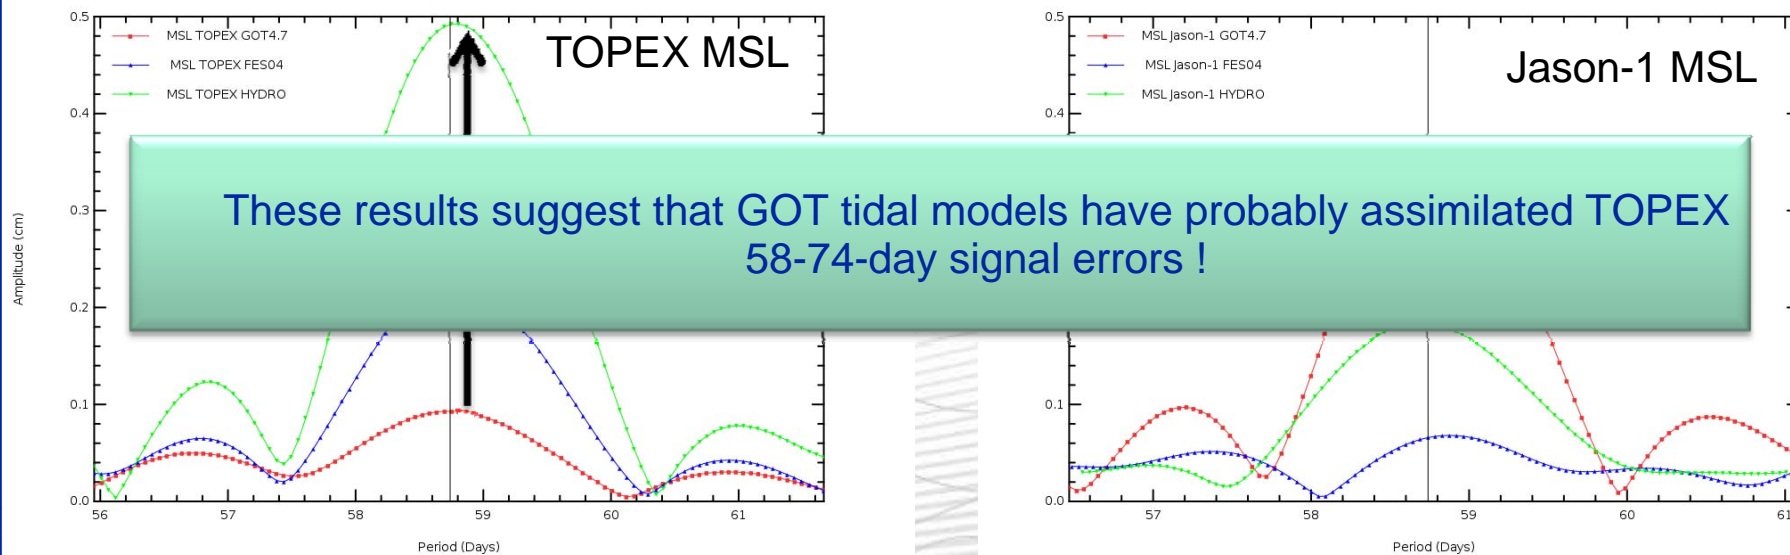 0.5
MSL TOPEX GOT4.7
MSL TOPEX FES04
MSL TOPEX HYDRO
TOPEX MSL
0.4
0.3
0.2
0.1
0.0
Amplitude (cm)
56 57 58 59 60 61
Period (Days)
0.5
MSL Jason-1 GOT4.7
MSL Jason-1 FES04
MSL Jason-1 HYDRO
Jason-1 MSL
0.4
0.1
0.0
57 58 59 60 61
Period (Days)
These results suggest that GOT tidal models have probably assimilated TOPEX
58-74-day signal errors !